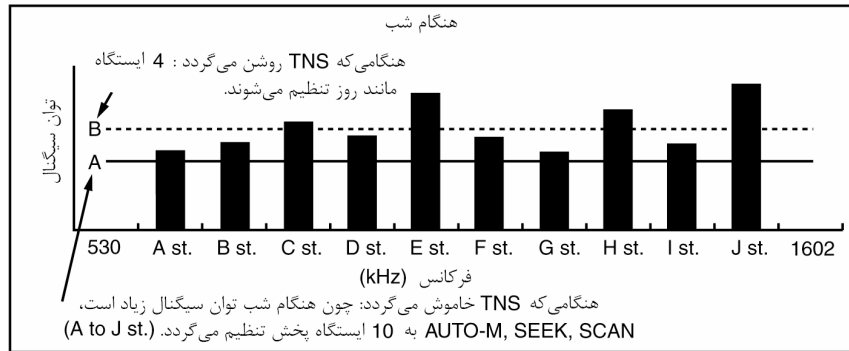 هنگام شب
هنگامی‌که TNS روشن می‌گردد : 4 ایستگاه
مانند روز تنظیم می‌شوند.
توان سیگنال
B
A
530 A st. B st. C st. D st. E st. F st. G st. H st. I st. J st. 1602
فرکانس (kHz)
هنگامی‌که TNS خاموش می‌گردد: چون هنگام شب توان سیگنال زیاد است،
AUTO-M, SEEK, SCAN به 10 ایستگاه پخش تنظیم می‌گردد. (A to J st.)